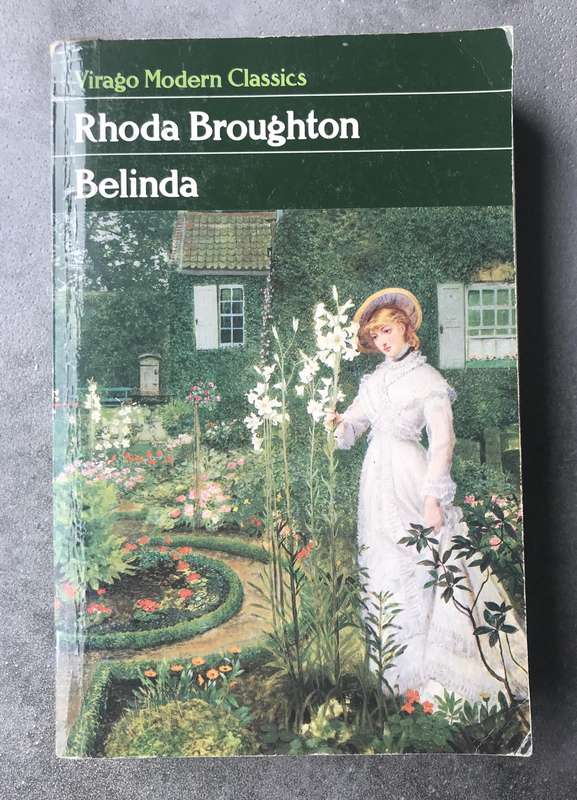 Virago Modern Classics
Rhoda Broughton
Belinda